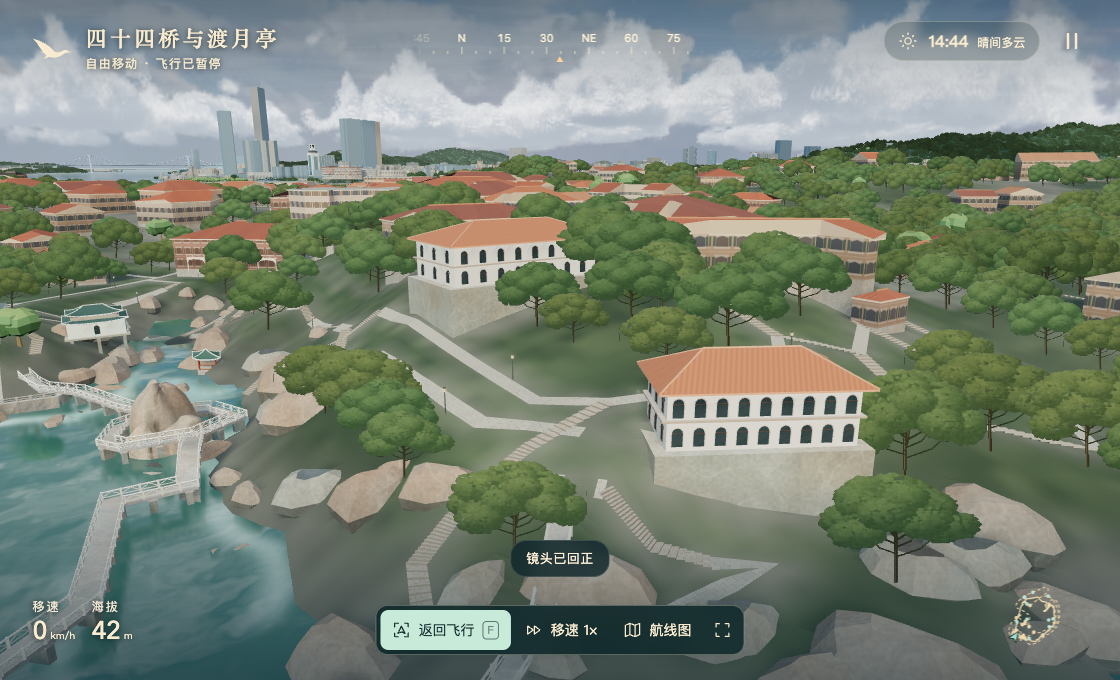 四十四桥与渡月亭
自由移动 · 飞行已暂停
45 N 15 30 NE 60 75
14:44 晴间多云
镜头已回正
移速 海拔
0 km/h 42 m
返回飞行 F 移速 1x 航线图